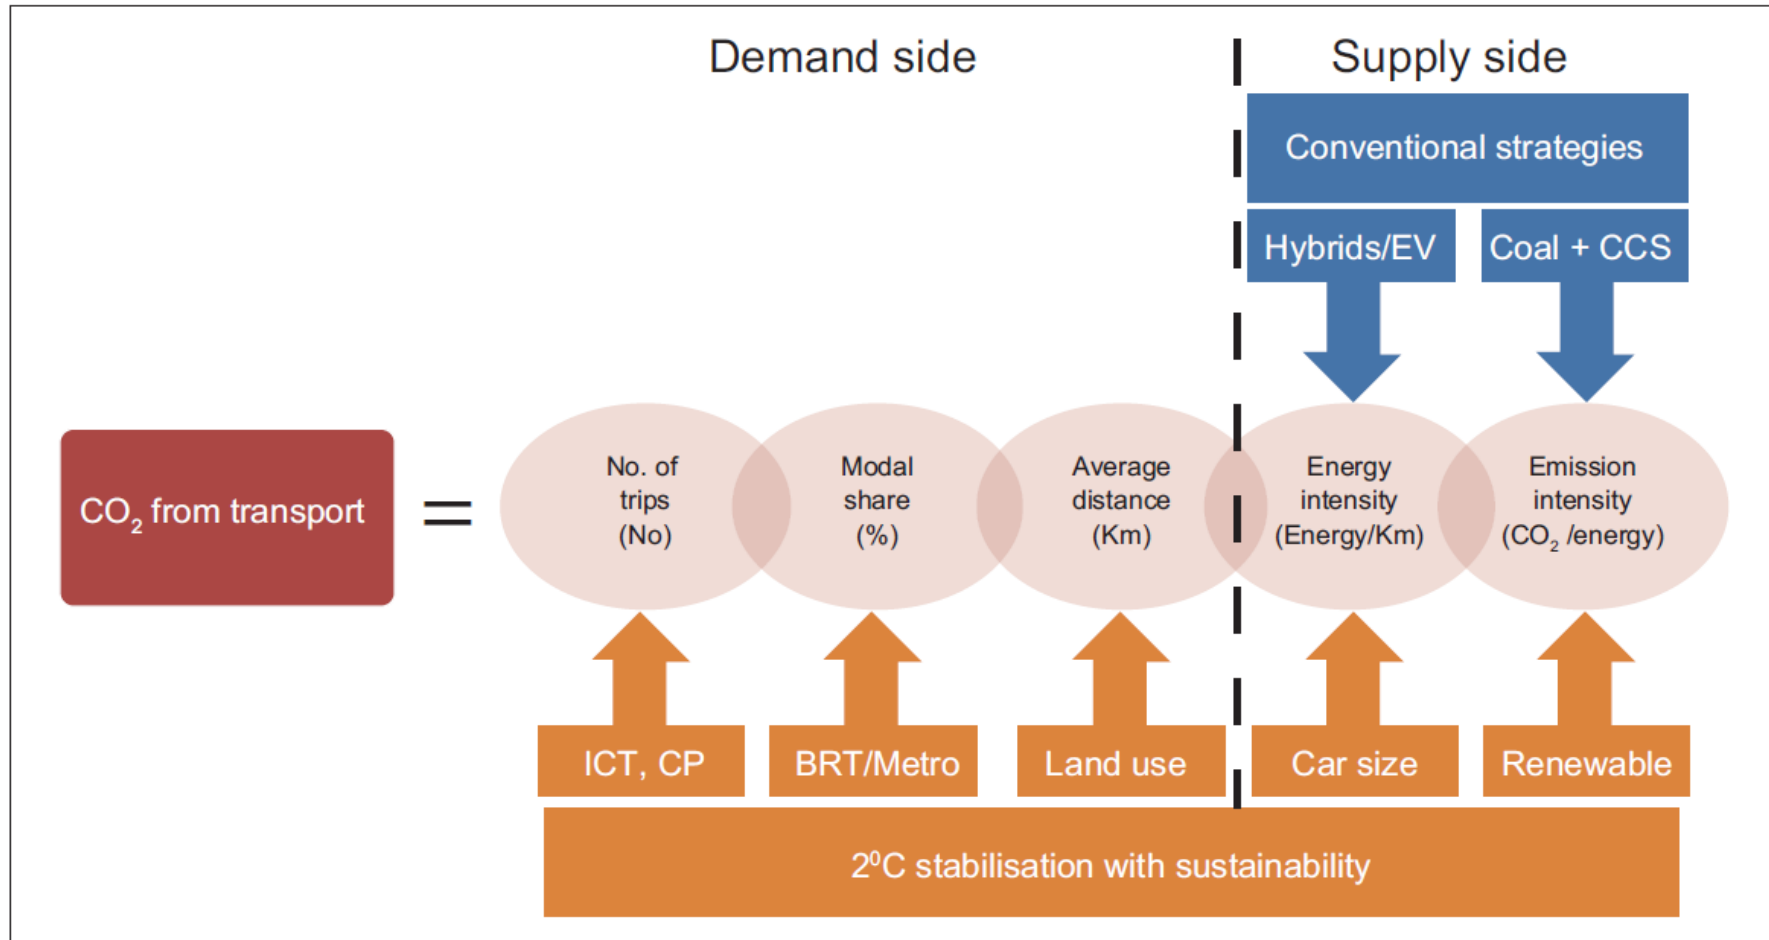 Demand side
Supply side
Conventional strategies
Hybrids/EV
Coal + CCS
CO₂ from transport
=
No. of
trips
(No)
Modal
share
(%)
Average
distance
(Km)
Energy
intensity
(Energy/Km)
Emission
intensity
(CO₂ /energy)
ICT, CP
BRT/Metro
Land use
Car size
Renewable
2⁰C stabilisation with sustainability